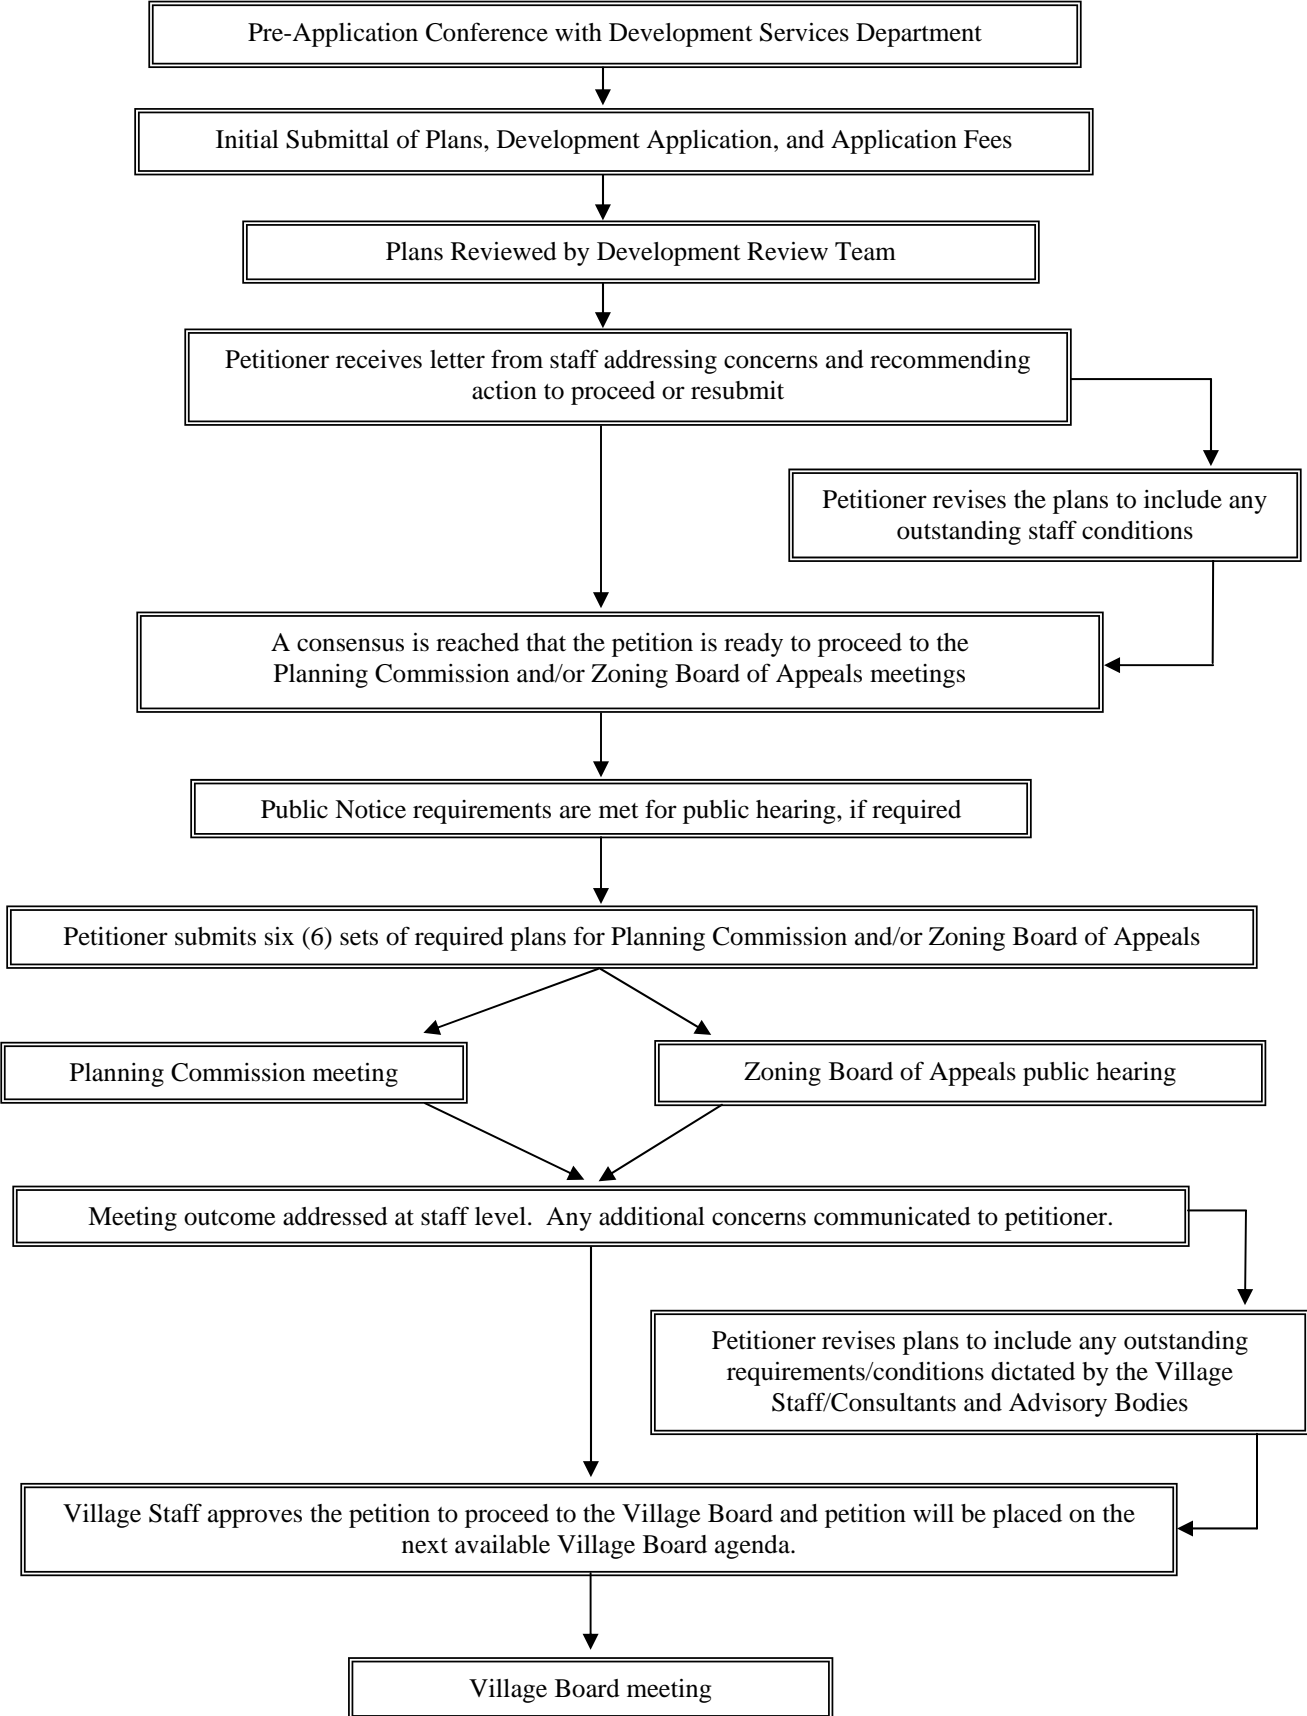 Pre-Application Conference with Development Services Department
Initial Submittal of Plans, Development Application, and Application Fees
Plans Reviewed by Development Review Team
Petitioner receives letter from staff addressing concerns and recommending
action to proceed or resubmit
Petitioner revises the plans to include any
outstanding staff conditions
A consensus is reached that the petition is ready to proceed to the
Planning Commission and/or Zoning Board of Appeals meetings
Public Notice requirements are met for public hearing, if required
Petitioner submits six (6) sets of required plans for Planning Commission and/or Zoning Board of Appeals
Planning Commission meeting
Zoning Board of Appeals public hearing
Meeting outcome addressed at staff level.  Any additional concerns communicated to petitioner.
Petitioner revises plans to include any outstanding
requirements/conditions dictated by the Village
Staff/Consultants and Advisory Bodies
Village Staff approves the petition to proceed to the Village Board and petition will be placed on the
next available Village Board agenda.
Village Board meeting